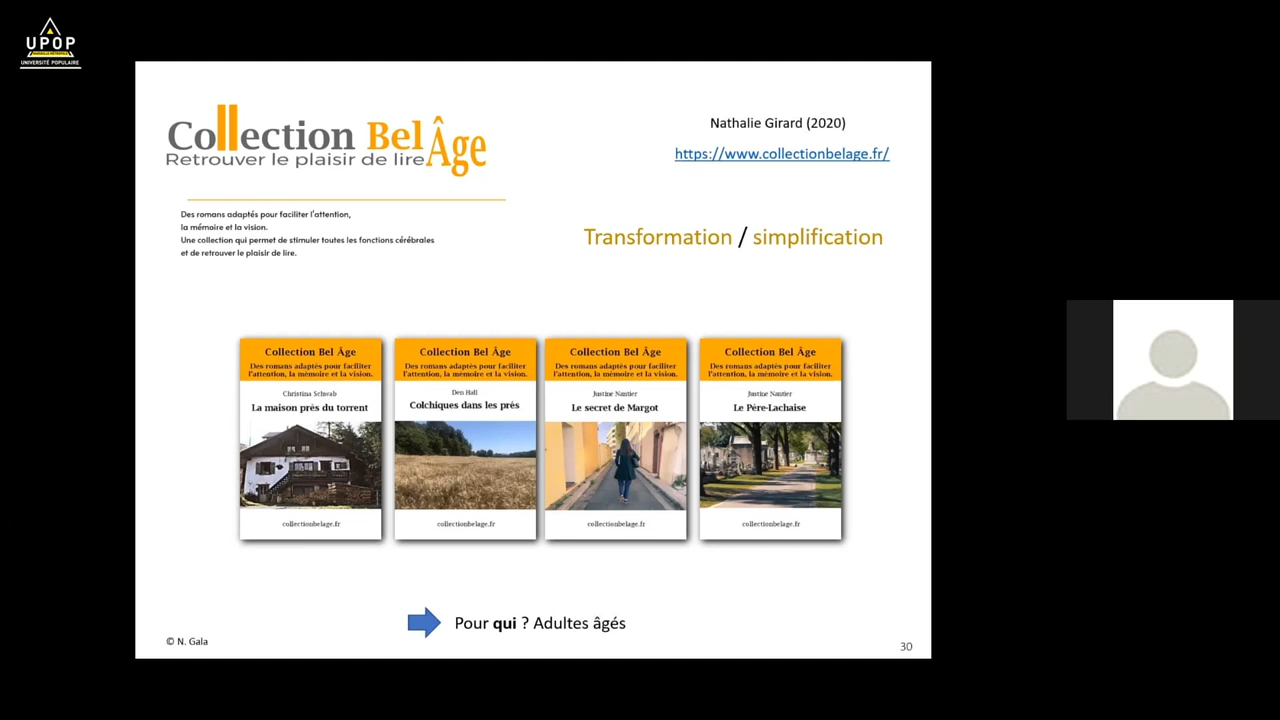 UPOP
UNIVERSITÉ POPULAIRE
Collection Bel Âge
Retrouver le plaisir de lire
Nathalie Girard (2020)
https://www.collectionbelage.fr/
Des romans adaptés pour faciliter l'attention,
la mémoire et la vision.
Une collection qui permet de stimuler toutes les fonctions cérébrales
et de retrouver le plaisir de lire.
Transformation / simplification
Collection Bel Âge
Des romans adaptés pour faciliter
l'attention, la mémoire et la vision.
Christina Schwab
La maison près du torrent
collectionbelage.fr
Collection Bel Âge
Des romans adaptés pour faciliter
l'attention, la mémoire et la vision.
Den Hall
Colchiques dans les prés
collectionbelage.fr
Collection Bel Âge
Des romans adaptés pour faciliter
l'attention, la mémoire et la vision.
Justine Nantier
Le secret de Margot
collectionbelage.fr
Collection Bel Âge
Des romans adaptés pour faciliter
l'attention, la mémoire et la vision.
Justine Nantier
Le Père-Lachaise
collectionbelage.fr
Pour qui ? Adultes âgés
© N. Gala
30